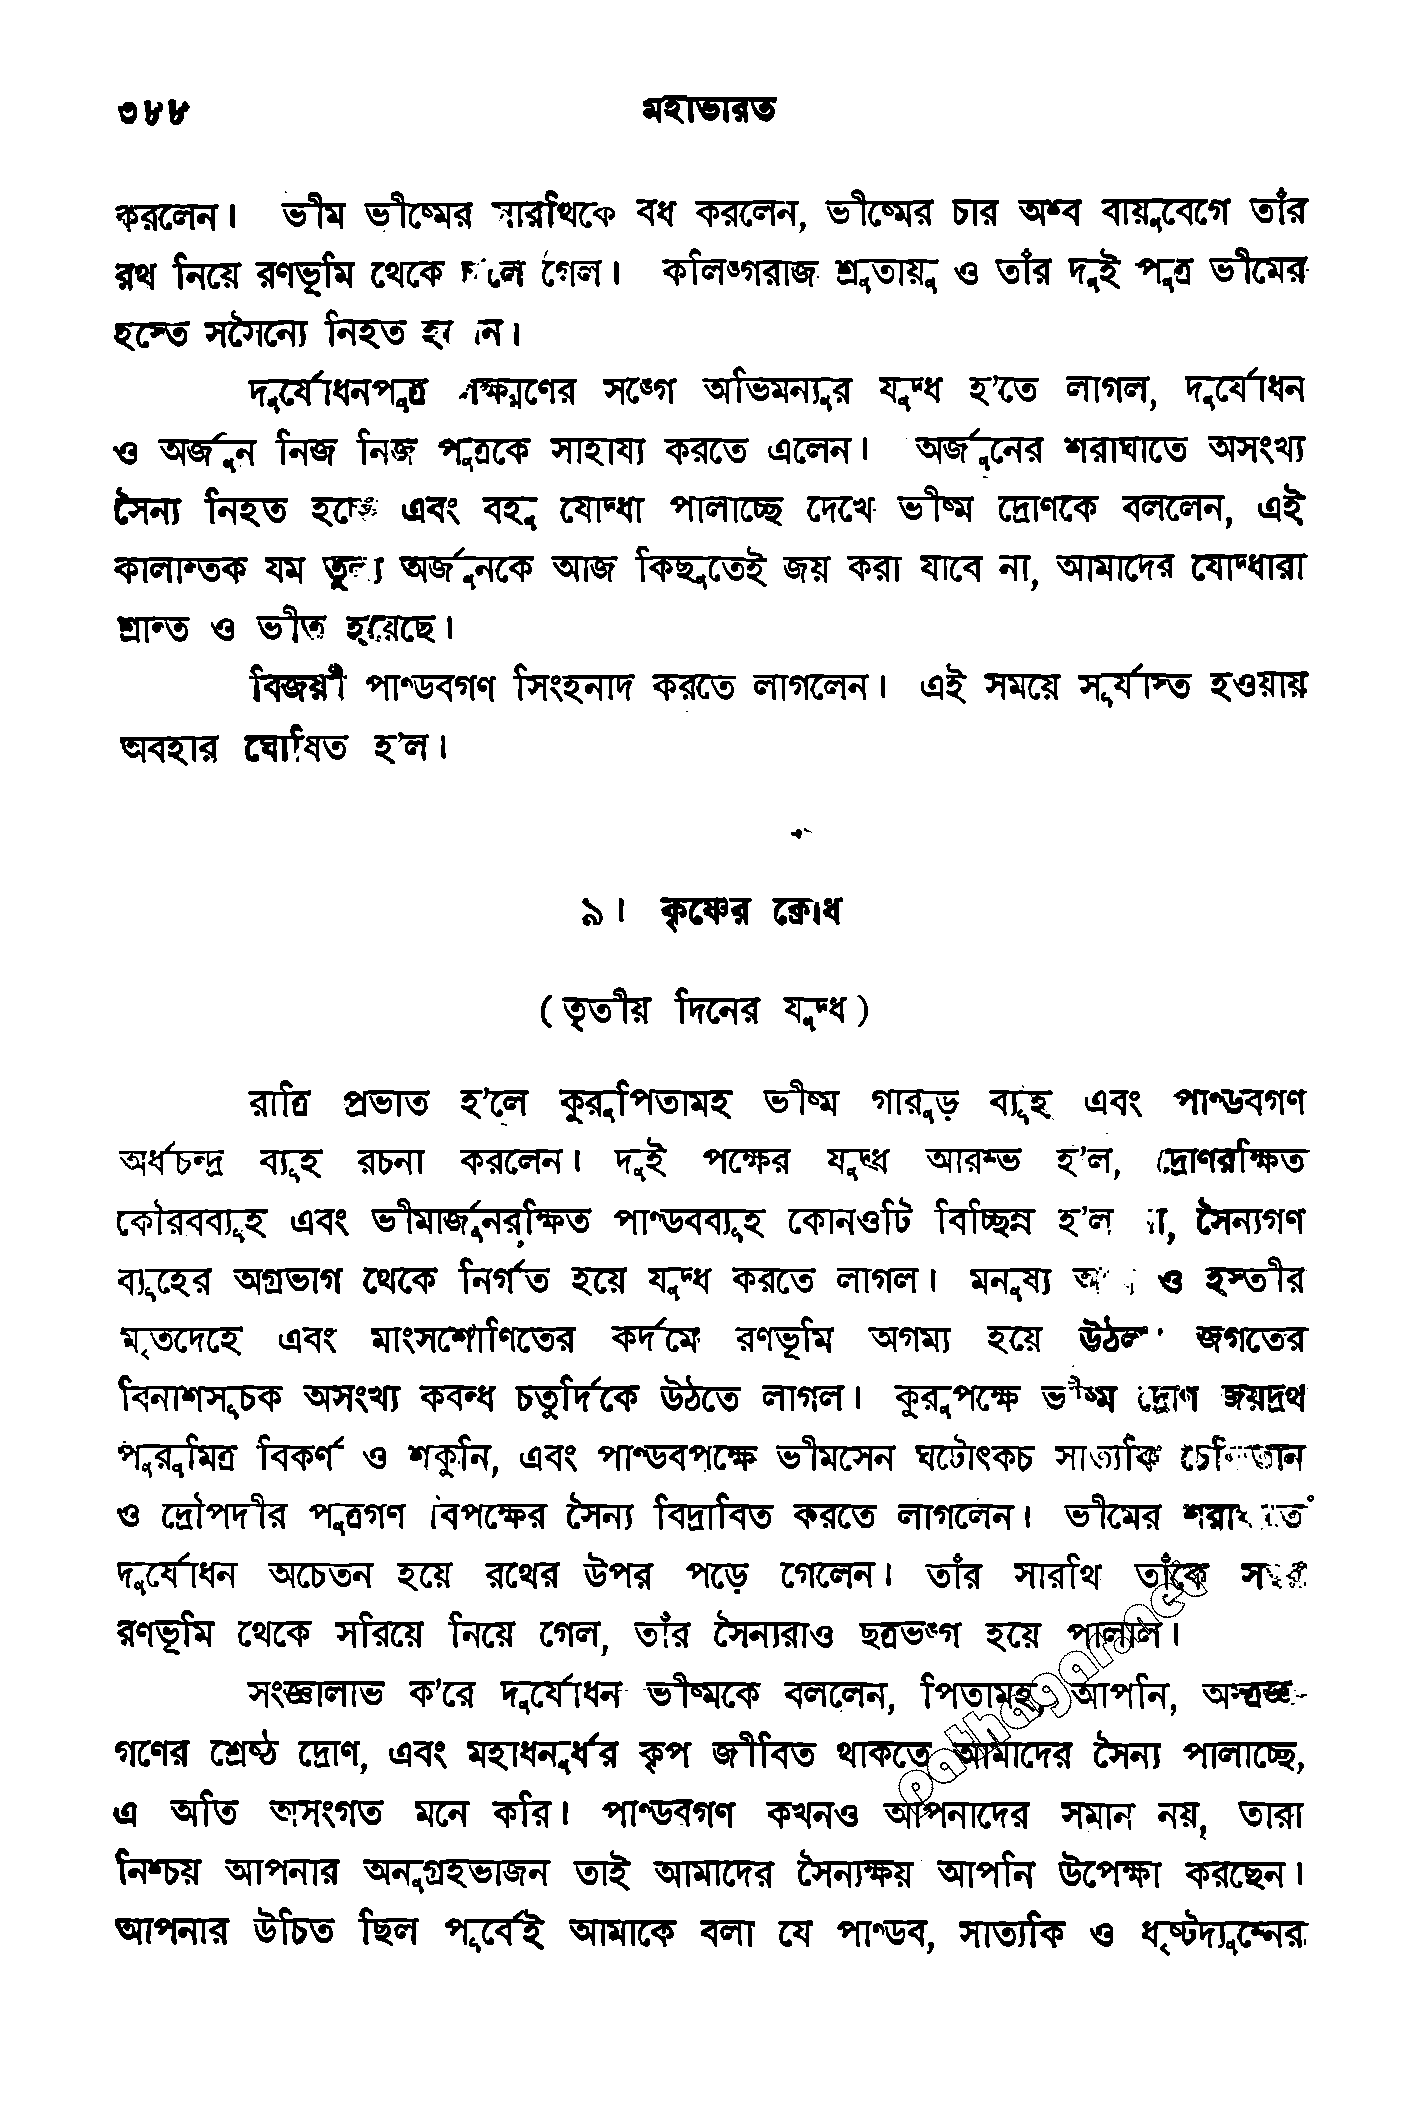 ৩৮৮ মহাভারত
করলেন। ভীম ভীষ্মের সারথিকে বধ করলেন, ভীষ্মের চার অশ্ব বায়ুবেগে তাঁর
রথ নিয়ে রণভূমি থেকে চ'লে গেল। কলিঙ্গরাজ শ্রুতায়ু ও তাঁর দুই পুত্র ভীমের
হস্তে সসৈন্যে নিহত হলেন।
দুর্যোধনপুত্র লক্ষ্মণের সঙ্গে অভিমন্যুর যুদ্ধ হ'তে লাগল, দুর্যোধন
ও অর্জুন নিজ নিজ পুত্রকে সাহায্য করতে এলেন। অর্জুনের শরাঘাতে অসংখ্য
সৈন্য নিহত হচ্ছে এবং বহু যোদ্ধা পালাচ্ছে দেখে ভীষ্ম দ্রোণকে বললেন, এই
কালান্তক যম তুল্য অর্জুনকে আজ কিছুতেই জয় করা যাবে না, আমাদের যোদ্ধারা
শ্রান্ত ও ভীত হয়েছে।
বিজয়ী পাণ্ডবগণ সিংহনাদ করতে লাগলেন। এই সময়ে সূর্যাস্ত হওয়ায়
অবহার ঘোষিত হ'ল।
৯। কৃষ্ণের ক্রোধ
(তৃতীয় দিনের যুদ্ধ)
রাত্রি প্রভাত হ'লে কুরুপিতামহ ভীষ্ম গারুড় ব্যূহ এবং পাণ্ডবগণ
অর্ধচন্দ্র ব্যূহ রচনা করলেন। দুই পক্ষের যুদ্ধ আরম্ভ হ'ল, দ্রোণরক্ষিত
কৌরবব্যূহ এবং ভীমার্জুনরক্ষিত পাণ্ডবব্যূহ কোনওটি বিচ্ছিন্ন হ'ল না, সৈন্যগণ
ব্যূহের অগ্রভাগ থেকে নির্গত হয়ে যুদ্ধ করতে লাগল। মনুষ্য অশ্ব ও হস্তীর
মৃতদেহে এবং মাংসশোণিতের কর্দমে রণভূমি অগম্য হয়ে উঠল। জগতের
বিনাশসূচক অসংখ্য কবন্ধ চতুর্দিকে উঠতে লাগল। কুরুপক্ষে ভীষ্ম দ্রোণ জয়দ্রথ
পুরুমিত্র বিকর্ণ ও শকুনি, এবং পাণ্ডবপক্ষে ভীমসেন ঘটোৎকচ সাত্যকি চেকিতান
ও দ্রৌপদীর পুত্রগণ বিপক্ষের সৈন্য বিদ্রাবিত করতে লাগলেন। ভীমের শরাঘাতে
দুর্যোধন অচেতন হয়ে রথের উপর পড়ে গেলেন। তাঁর সারথি তাঁকে সত্বর
রণভূমি থেকে সরিয়ে নিয়ে গেল, তাঁর সৈন্যরাও ছত্রভঙ্গ হয়ে পালাল।
সংজ্ঞালাভ ক'রে দুর্যোধন ভীষ্মকে বললেন, পিতামহ, আপনি, অস্ত্রজ্ঞ-
গণের শ্রেষ্ঠ দ্রোণ, এবং মহাধনুর্ধর কৃপ জীবিত থাকতে আমাদের সৈন্য পালাচ্ছে,
এ অতি অসংগত মনে করি। পাণ্ডবগণ কখনও আপনাদের সমান নয়, তারা
নিশ্চয় আপনার অনুগ্রহভাজন তাই আমাদের সৈন্যক্ষয় আপনি উপেক্ষা করছেন।
আপনার উচিত ছিল পূর্বেই আমাকে বলা যে পাণ্ডব, সাত্যকি ও ধৃষ্টদ্যুম্নের
pathagar.net